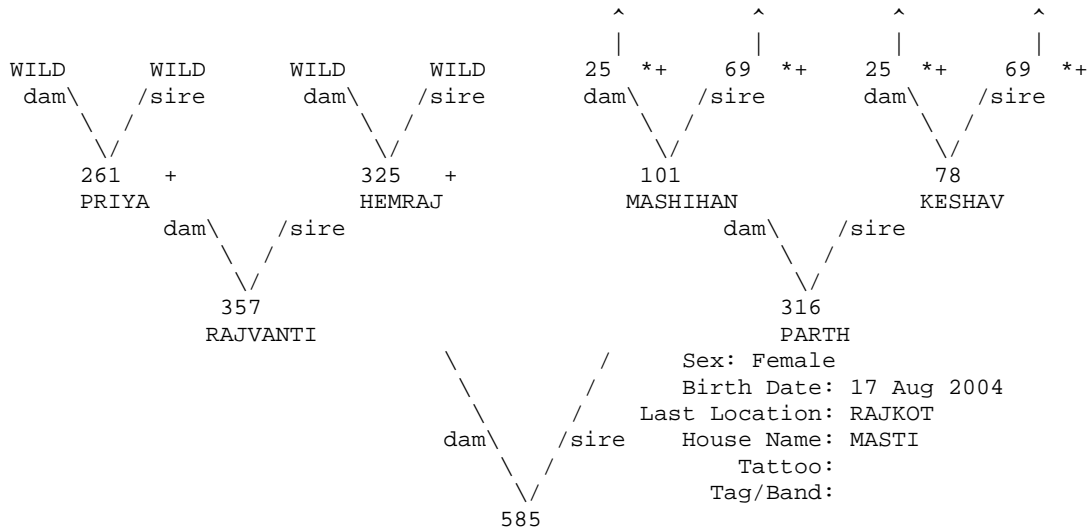 ^ ^ ^ ^
| | | |
WILD WILD WILD WILD 25 *+ 69 *+ 25 *+ 69 *+
dam\ /sire dam\ /sire dam\ /sire dam\ /sire
\ / \ / \ / \ /
\/ \/ \/ \/
261 + 325 + 101 78
PRIYA HEMRAJ MASHIHAN KESHAV
dam\ /sire dam\ /sire
\ / \ /
\/ \/
357 316
RAJVANTI PARTH
\ / Sex: Female
\ / Birth Date: 17 Aug 2004
\ / Last Location: RAJKOT
dam\ /sire House Name: MASTI
\ / Tattoo:
\/ Tag/Band:
585